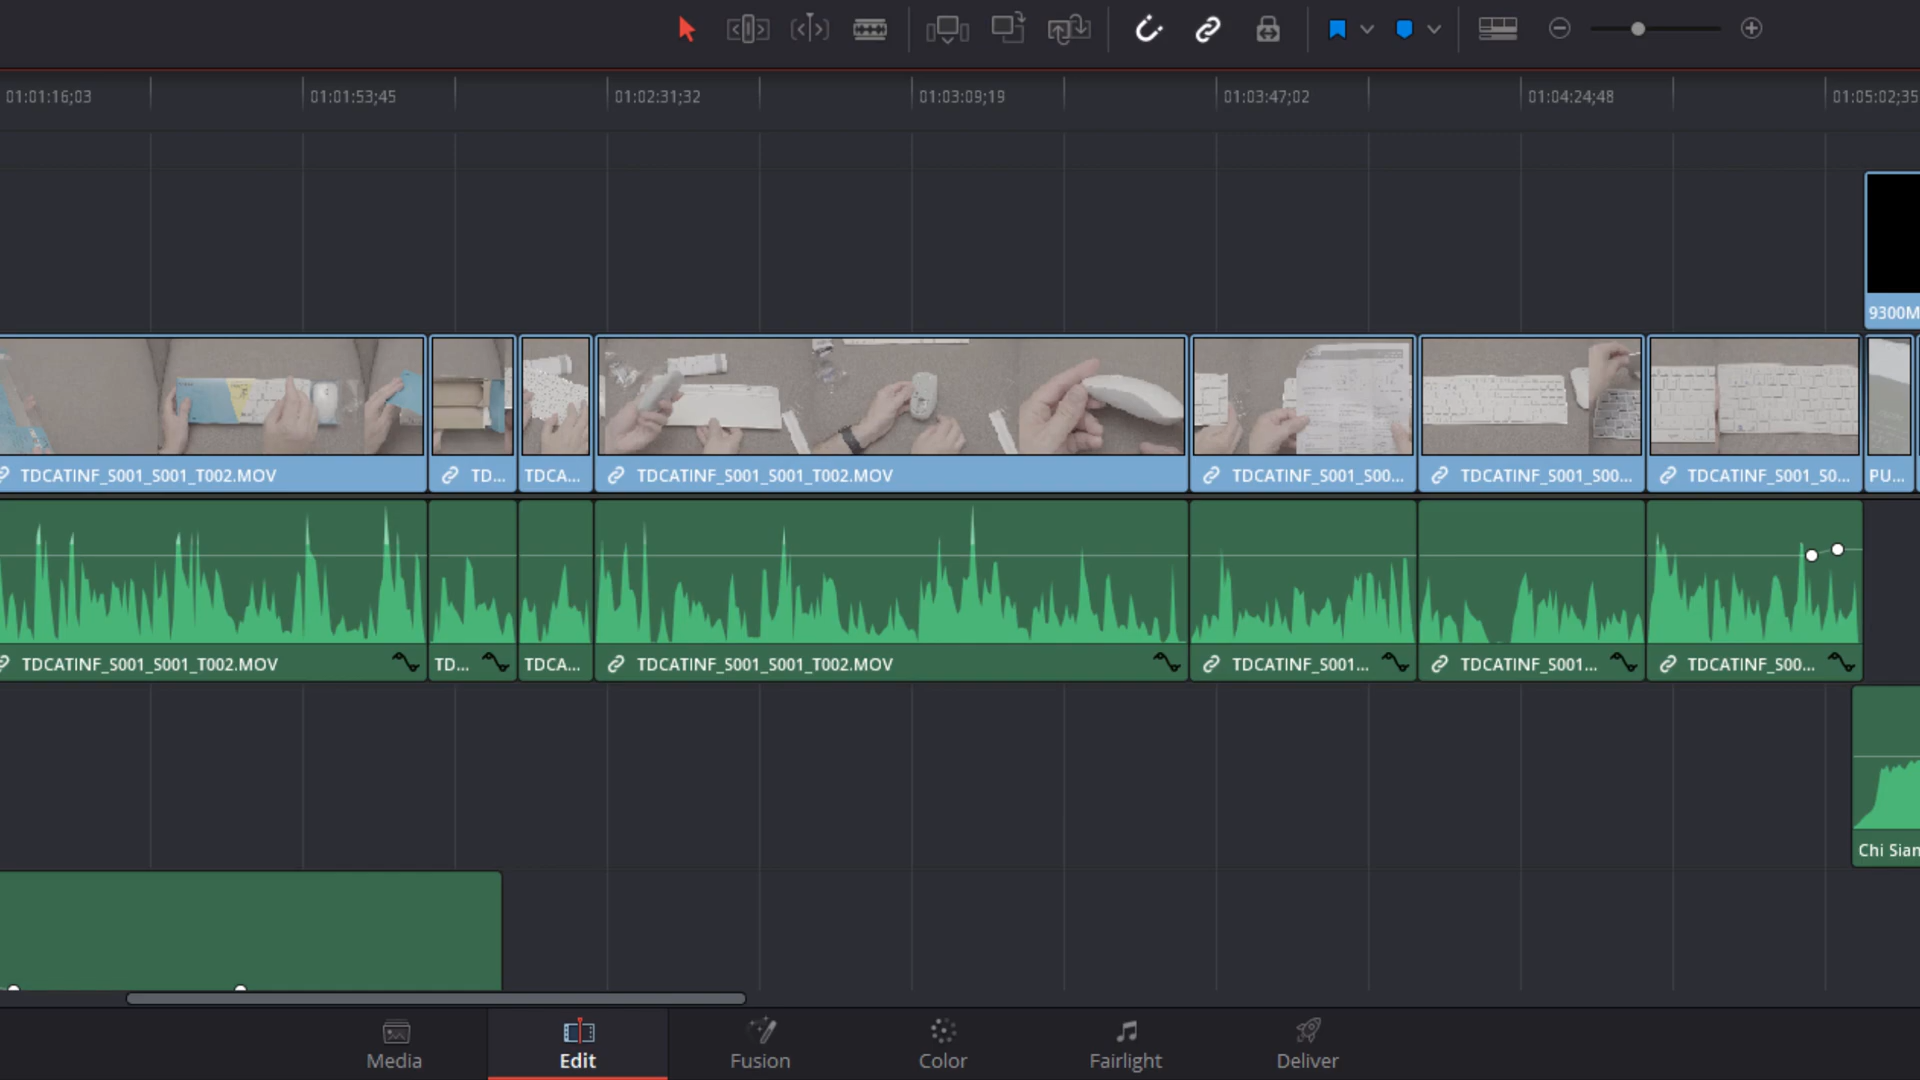 01:01:16;03 01:01:53;45 01:02:31;32 01:03:09;19 01:03:47;02 01:04:24;48 01:05:02;35
9300M
TDCATINF_S001_S001_T002.MOV TD... TDCA... TDCATINF_S001_S001_T002.MOV TDCATINF_S001_S00... TDCATINF_S001_S00... TDCATINF_S001_S0... PU...
TDCATINF_S001_S001_T002.MOV TD... TDCA... TDCATINF_S001_S001_T002.MOV TDCATINF_S001... TDCATINF_S001... TDCATINF_S00...
Chi Sian
Media Edit Fusion Color Fairlight Deliver